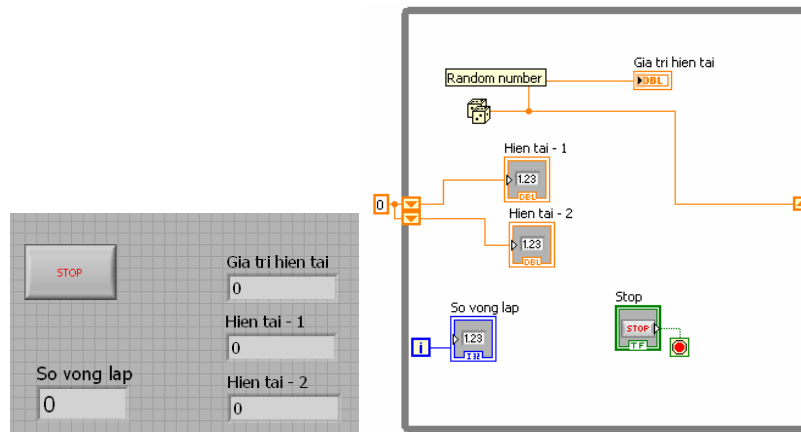 STOP
Gia tri hien tai
0
Hien tai - 1
0
So vong lap
0
Hien tai - 2
0
Gia tri hien tai
Random number
DBL
Hien tai - 1
1.23
DBL
0
Hien tai - 2
1.23
DBL
So vong lap
1.23
I32
i
Stop
STOP
TF